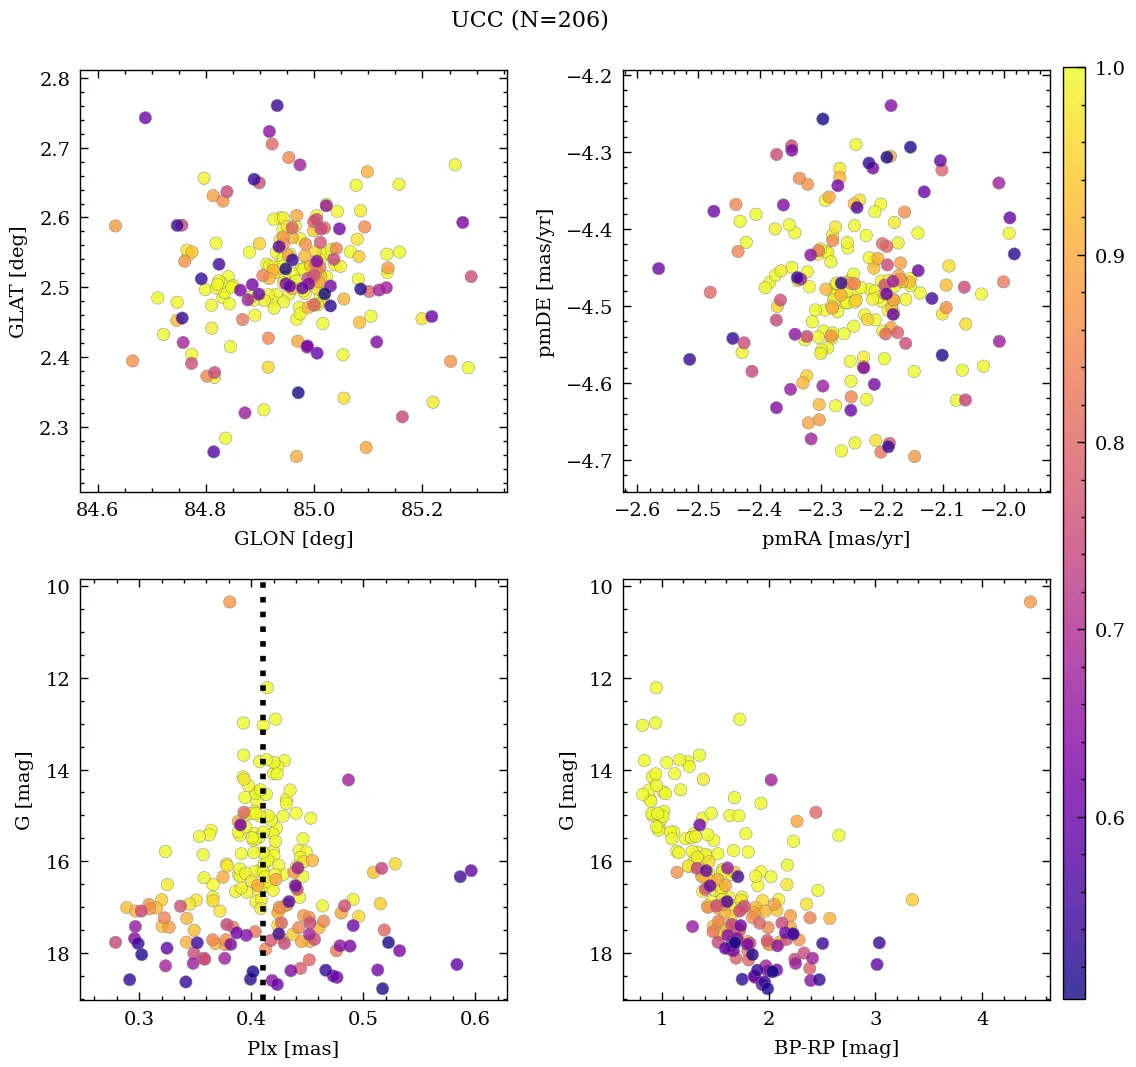 UCC (N=206)
2.8
2.7
2.6
2.5
2.4
2.3
GLAT [deg]
84.6 84.8 85.0 85.2
GLON [deg]
−4.2
−4.3
−4.4
−4.5
−4.6
−4.7
pmDE [mas/yr]
−2.6 −2.5 −2.4 −2.3 −2.2 −2.1 −2.0
pmRA [mas/yr]
1.0
0.9
0.8
0.7
0.6
10
12
14
16
18
G [mag]
0.3 0.4 0.5 0.6
Plx [mas]
10
12
14
16
18
G [mag]
1 2 3 4
BP-RP [mag]